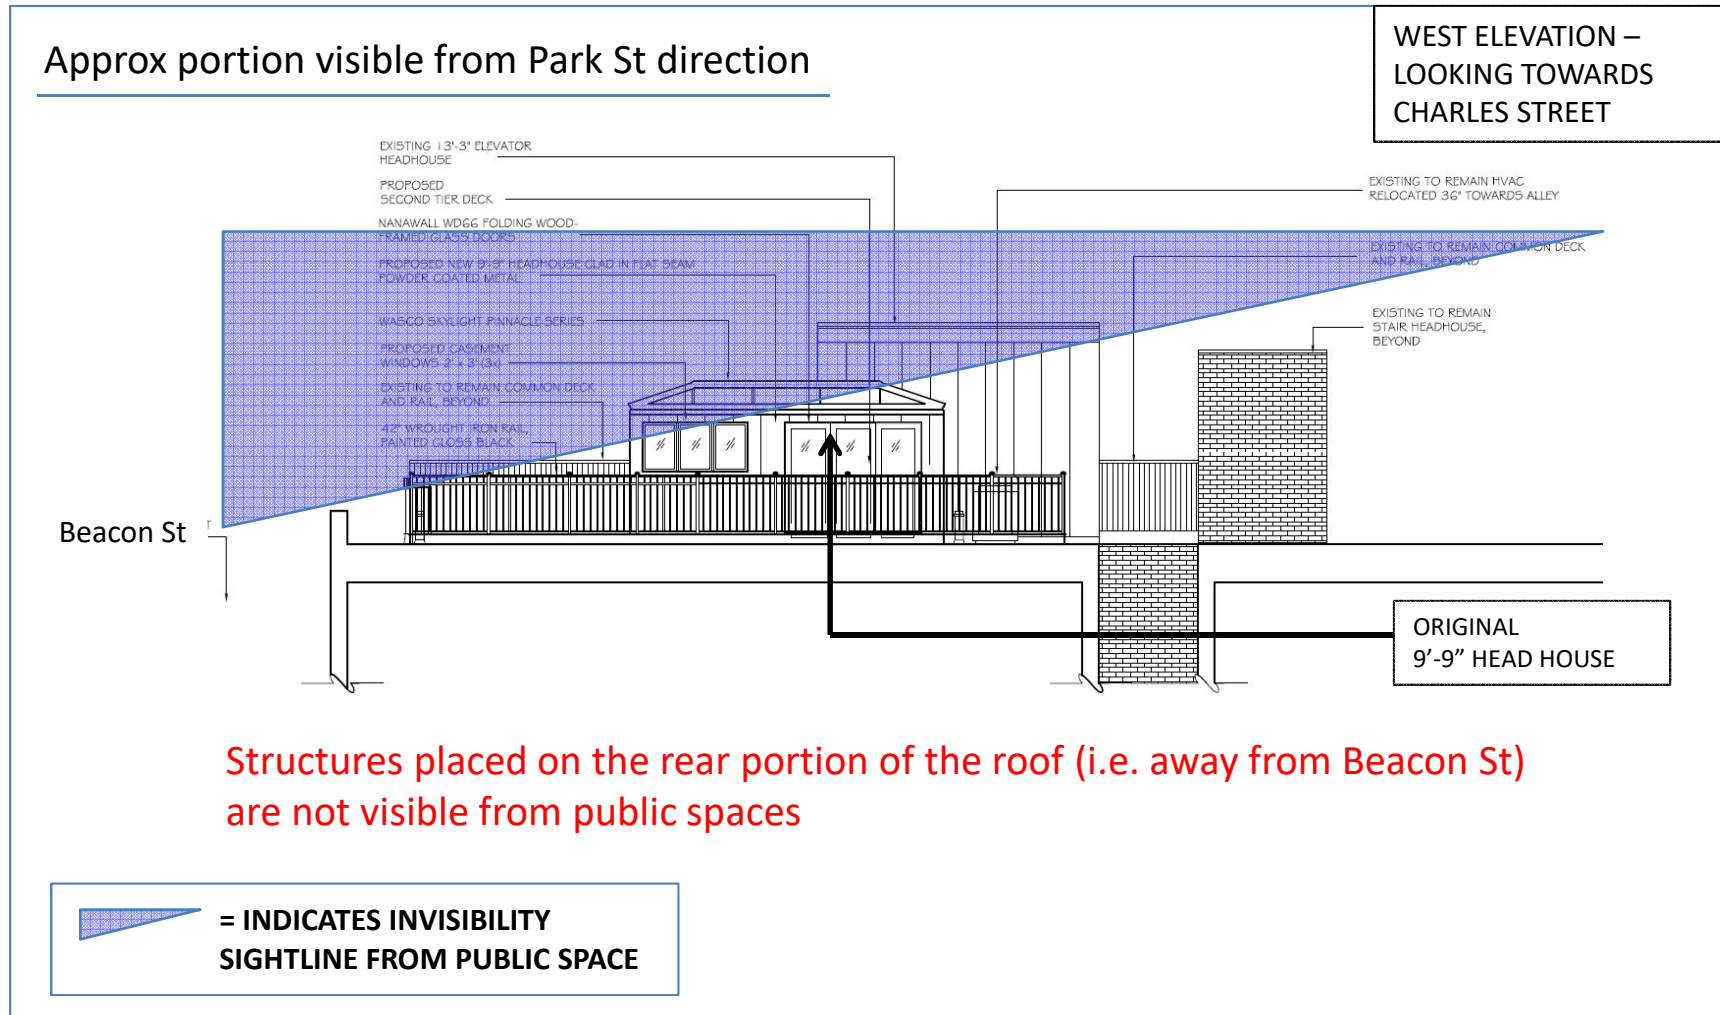 Approx portion visible from Park St direction
WEST ELEVATION –
LOOKING TOWARDS
CHARLES STREET
EXISTING 13'-3" ELEVATOR
HEADHOUSE
PROPOSED
SECOND TIER DECK
NANAWALL WD66 FOLDING WOOD-
FRAMED GLASS DOORS
PROPOSED NEW 9'-9" HEADHOUSE CLAD IN FLAT SEAM
POWDER COATED METAL
WASCO SKYLIGHT PINNACLE SERIES
PROPOSED CASEMENT
WINDOWS 2' x 3' (3x)
EXISTING TO REMAIN COMMON DECK
AND RAIL, BEYOND
42" WROUGHT IRON RAIL,
PAINTED GLOSS BLACK
EXISTING TO REMAIN HVAC
RELOCATED 36" TOWARDS ALLEY
EXISTING TO REMAIN COMMON DECK
AND RAIL, BEYOND
EXISTING TO REMAIN
STAIR HEADHOUSE,
BEYOND
Beacon St
ORIGINAL
9’-9” HEAD HOUSE
Structures placed on the rear portion of the roof (i.e. away from Beacon St)
are not visible from public spaces
= INDICATES INVISIBILITY
SIGHTLINE FROM PUBLIC SPACE